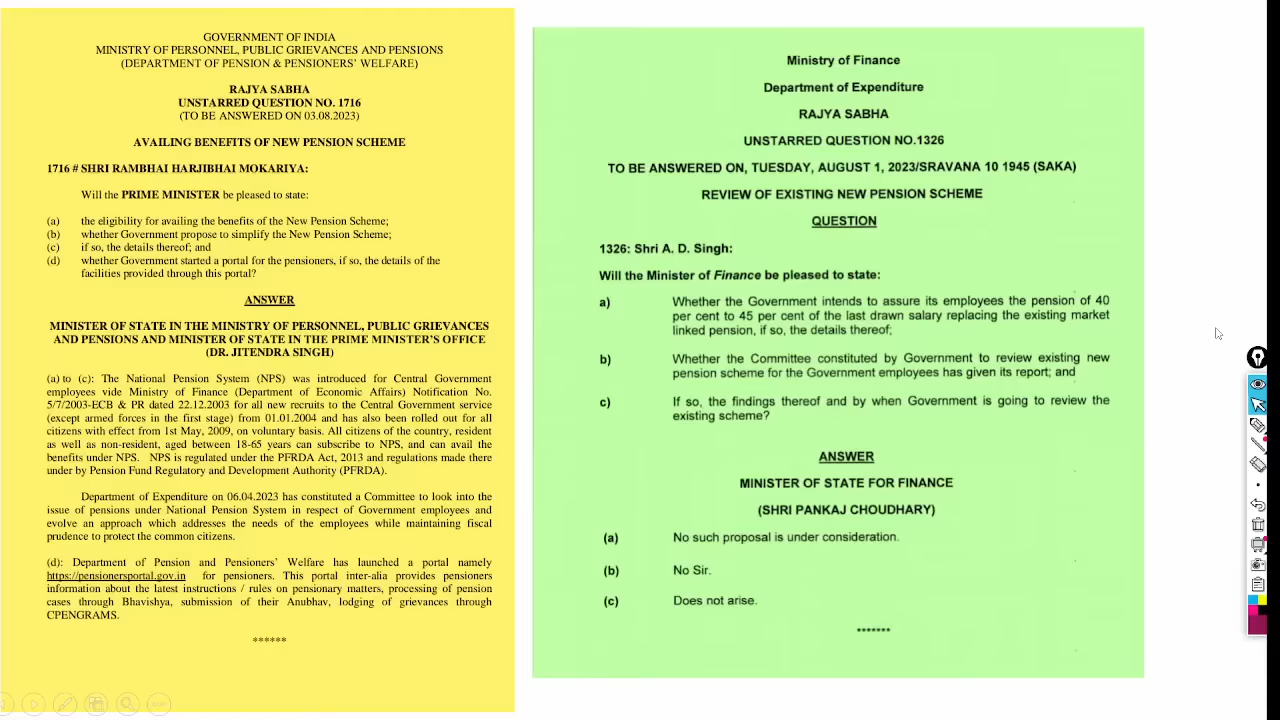 GOVERNMENT OF INDIA
MINISTRY OF PERSONNEL, PUBLIC GRIEVANCES AND PENSIONS
(DEPARTMENT OF PENSION & PENSIONERS' WELFARE)
RAJYA SABHA
UNSTARRED QUESTION NO. 1716
(TO BE ANSWERED ON 03.08.2023)
AVAILING BENEFITS OF NEW PENSION SCHEME
1716 # SHRI RAMBHAI HARJIBHAI MOKARIYA:
Will the PRIME MINISTER be pleased to state:
(a) the eligibility for availing the benefits of the New Pension Scheme;
(b) whether Government propose to simplify the New Pension Scheme;
(c) if so, the details thereof; and
(d) whether Government started a portal for the pensioners, if so, the details of the
facilities provided through this portal?
ANSWER
MINISTER OF STATE IN THE MINISTRY OF PERSONNEL, PUBLIC GRIEVANCES
AND PENSIONS AND MINISTER OF STATE IN THE PRIME MINISTER'S OFFICE
(DR. JITENDRA SINGH)
(a) to (c): The National Pension System (NPS) was introduced for Central Government
employees vide Ministry of Finance (Department of Economic Affairs) Notification No.
5/7/2003-ECB & PR dated 22.12.2003 for all new recruits to the Central Government service
(except armed forces in the first stage) from 01.01.2004 and has also been rolled out for all
citizens with effect from 1st May, 2009, on voluntary basis. All citizens of the country, resident
as well as non-resident, aged between 18-65 years can subscribe to NPS, and can avail the
benefits under NPS. NPS is regulated under the PFRDA Act, 2013 and regulations made there
under by Pension Fund Regulatory and Development Authority (PFRDA).
Department of Expenditure on 06.04.2023 has constituted a Committee to look into the
issue of pensions under National Pension System in respect of Government employees and
evolve an approach which addresses the needs of the employees while maintaining fiscal
prudence to protect the common citizens.
(d): Department of Pension and Pensioners' Welfare has launched a portal namely
https://pensionersportal.gov.in for pensioners. This portal inter-alia provides pensioners
information about the latest instructions / rules on pensionary matters, processing of pension
cases through Bhavishya, submission of their Anubhav, lodging of grievances through
CPENGRAMS.
******
Ministry of Finance
Department of Expenditure
RAJYA SABHA
UNSTARRED QUESTION NO.1326
TO BE ANSWERED ON, TUESDAY, AUGUST 1, 2023/SRAVANA 10 1945 (SAKA)
REVIEW OF EXISTING NEW PENSION SCHEME
QUESTION
1326: Shri A. D. Singh:
Will the Minister of Finance be pleased to state:
a) Whether the Government intends to assure its employees the pension of 40
per cent to 45 per cent of the last drawn salary replacing the existing market
linked pension, if so, the details thereof;
b) Whether the Committee constituted by Government to review existing new
pension scheme for the Government employees has given its report; and
c) If so, the findings thereof and by when Government is going to review the
existing scheme?
ANSWER
MINISTER OF STATE FOR FINANCE
(SHRI PANKAJ CHOUDHARY)
(a) No such proposal is under consideration.
(b) No Sir.
(c) Does not arise.
*******